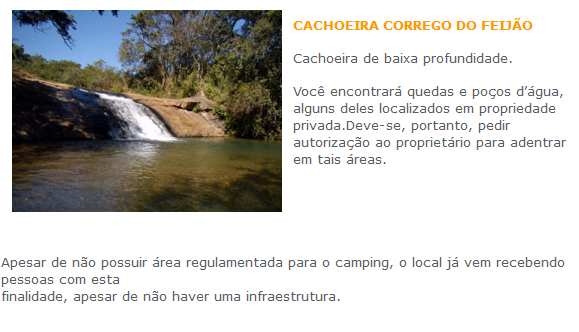 CACHOEIRA CORREGO DO FEIJÃO
Cachoeira de baixa profundidade.
Você encontrará quedas e poços d’água,
alguns deles localizados em propriedade
privada.Deve-se, portanto, pedir
autorização ao proprietário para adentrar
em tais áreas.
Apesar de não possuir área regulamentada para o camping, o local já vem recebendo
pessoas com esta
finalidade, apesar de não haver uma infraestrutura.